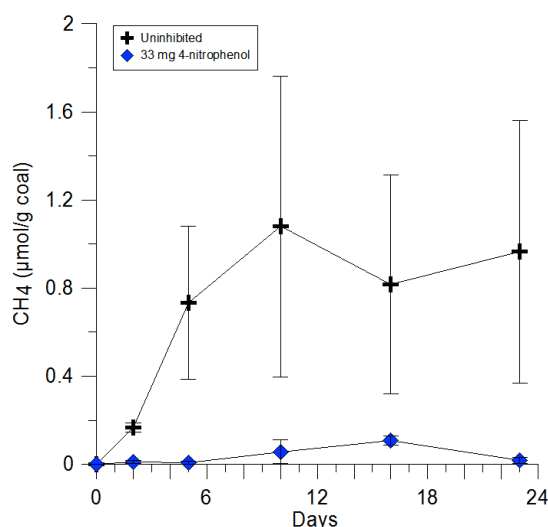 2
Uninhibited
33 mg 4-nitrophenol
1.6
1.2
0.8
0.4
0
CH4 (μmol/g coal)
0 6 12 18 24
Days